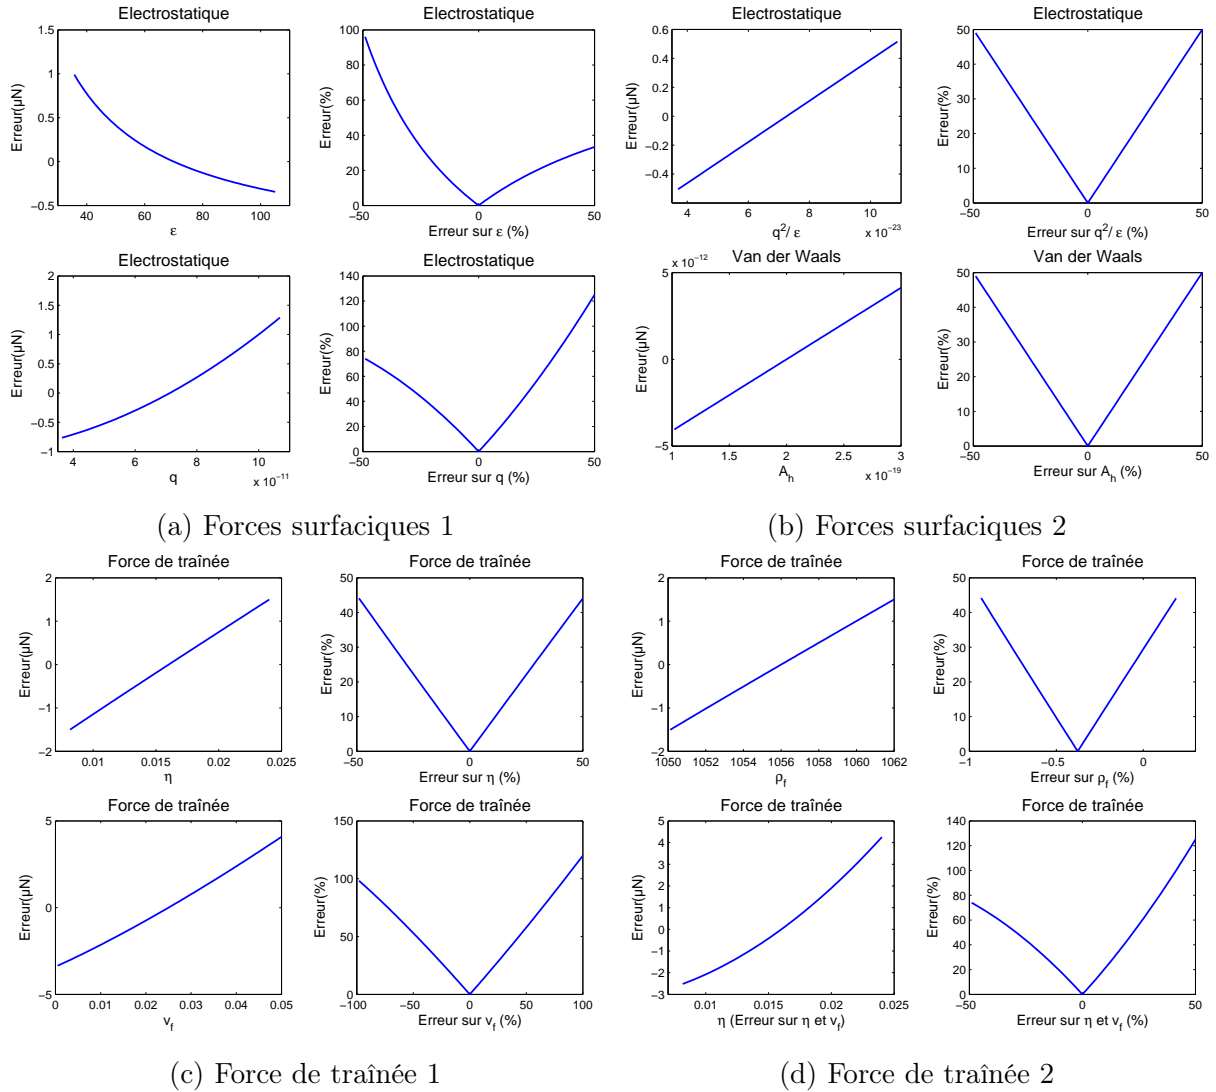 Electrostatique
Erreur(µN)
1.5
1
0.5
0
−0.5
40 60 80 100
ε
Electrostatique
Erreur(%)
100
80
60
40
20
0
−50 0 50
Erreur sur ε (%)
Electrostatique
Erreur(µN)
2
1.5
1
0.5
0
−0.5
−1
4 6 8 10
x 10⁻¹¹
q
Electrostatique
Erreur(%)
140
120
100
80
60
40
20
0
−50 0 50
Erreur sur q (%)
(a) Forces surfaciques 1
Electrostatique
Erreur(µN)
0.6
0.4
0.2
0
−0.2
−0.4
4 6 8 10
x 10⁻²³
q²/ ε
Electrostatique
Erreur(%)
50
40
30
20
10
0
−50 0 50
Erreur sur q²/ ε (%)
Van der Waals
x 10⁻¹²
Erreur(µN)
5
0
−5
1 1.5 2 2.5 3
x 10⁻¹⁹
A_h
Van der Waals
Erreur(%)
50
40
30
20
10
0
−50 0 50
Erreur sur A_h (%)
(b) Forces surfaciques 2
Force de traînée
Erreur(µN)
2
1
0
−1
−2
0.01 0.015 0.02 0.025
η
Force de traînée
Erreur(%)
50
40
30
20
10
0
−50 0 50
Erreur sur η (%)
Force de traînée
Erreur(µN)
5
0
−5
0 0.01 0.02 0.03 0.04 0.05
v_f
Force de traînée
Erreur(%)
150
100
50
0
−100 −50 0 50 100
Erreur sur v_f (%)
(c) Force de traînée 1
Force de traînée
Erreur(µN)
2
1
0
−1
−2
1050 1052 1054 1056 1058 1060 1062
ρ_f
Force de traînée
Erreur(%)
50
40
30
20
10
0
−1 −0.5 0
Erreur sur ρ_f (%)
Force de traînée
Erreur(µN)
5
4
3
2
1
0
−1
−2
−3
0.01 0.015 0.02 0.025
η (Erreur sur η et v_f)
Force de traînée
Erreur(%)
140
120
100
80
60
40
20
0
−50 0 50
Erreur sur η et v_f (%)
(d) Force de traînée 2